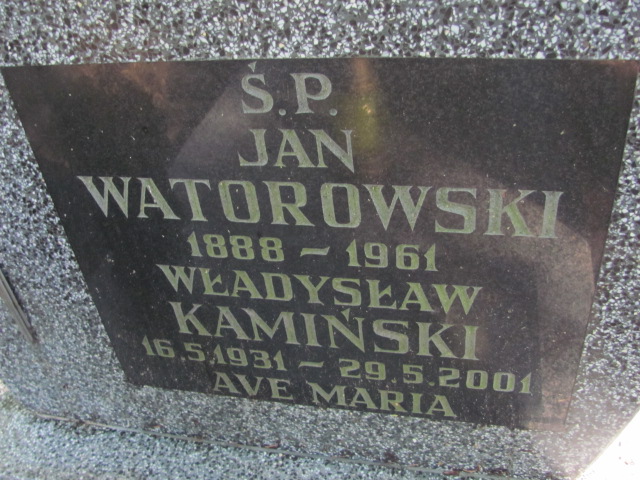 Ś.P.
JAN
WATOROWSKI
1888 – 1961
WŁADYSŁAW
KAMIŃSKI
16.5.1931 – 29.5.2001
AVE MARIA